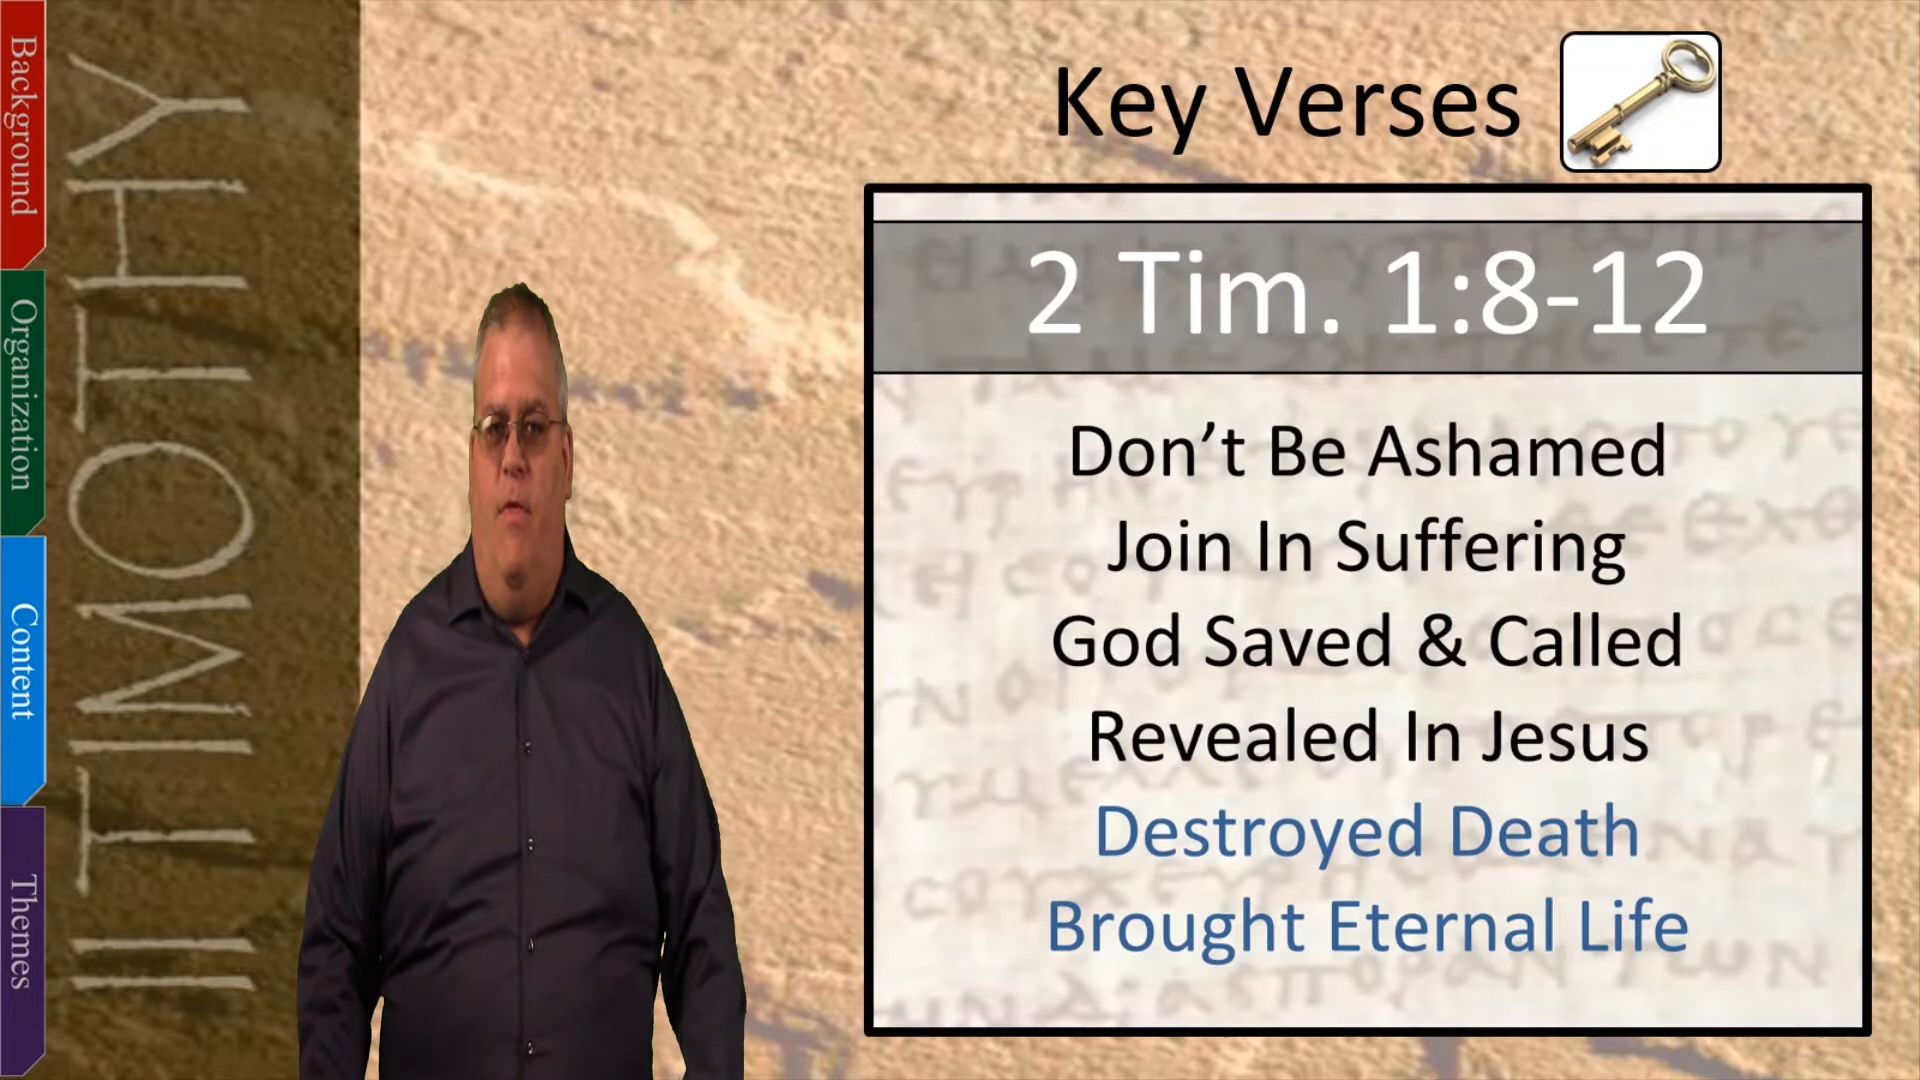 Background
Organization
Content
Themes
II TIMOTHY
Key Verses
2 Tim. 1:8-12
Don’t Be Ashamed
Join In Suffering
God Saved & Called
Revealed In Jesus
Destroyed Death
Brought Eternal Life